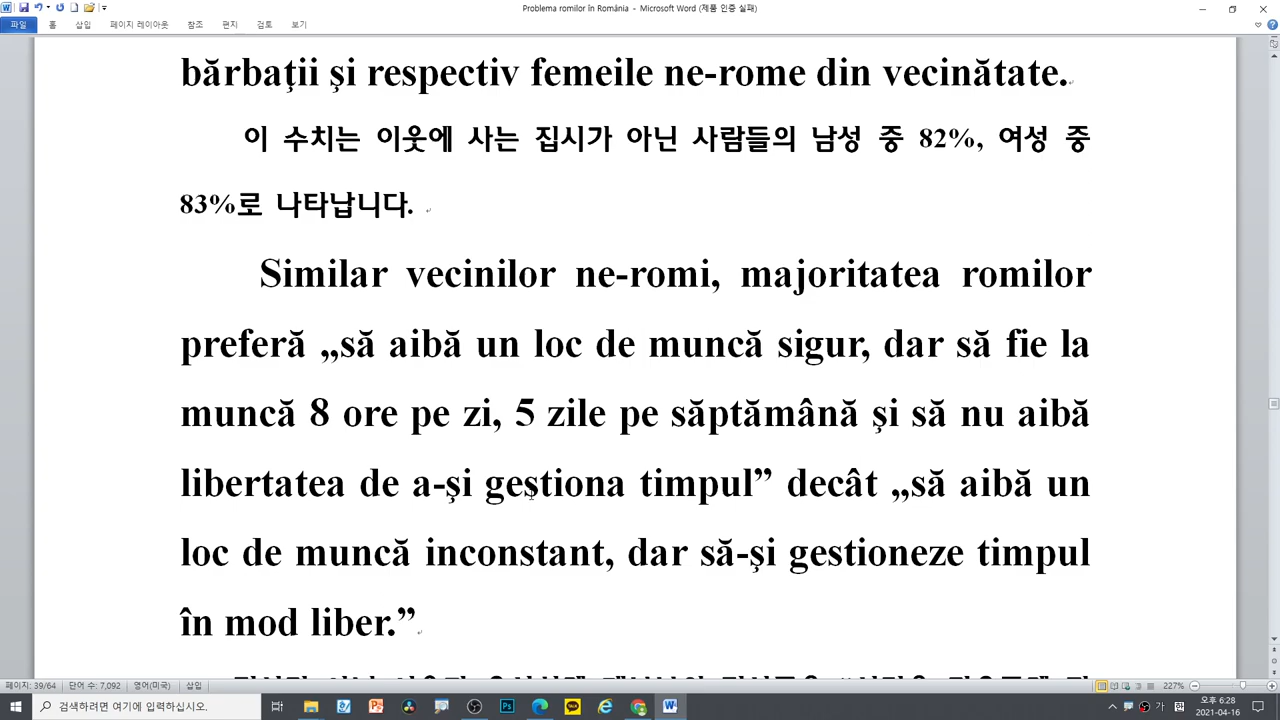 Problema romilor în România - Microsoft Word (제품 인증 실패)
파일 홈 삽입 페이지 레이아웃 참조 편지 검토 보기
bărbaţii şi respectiv femeile ne-rome din vecinătate.
이 수치는 이웃에 사는 집시가 아닌 사람들의 남성 중 82%, 여성 중
83%로 나타납니다.
Similar vecinilor ne-romi, majoritatea romilor
preferă „să aibă un loc de muncă sigur, dar să fie la
muncă 8 ore pe zi, 5 zile pe săptămână şi să nu aibă
libertatea de a-şi gestiona timpul” decât „să aibă un
loc de muncă inconstant, dar să-şi gestioneze timpul
în mod liber.”
페이지: 39/64 단어 수: 7,092 영어(미국) 삽입 227%
검색하려면 여기에 입력하십시오. 가 오후 6:28
2021-04-16